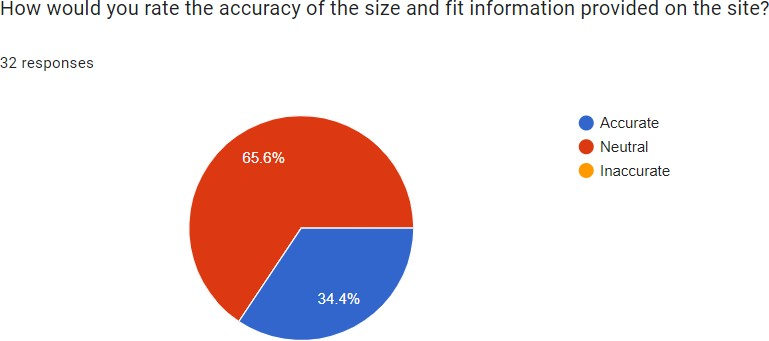 How would you rate the accuracy of the size and fit information provided on the site?
32 responses
Accurate
Neutral
Inaccurate
65.6%
34.4%